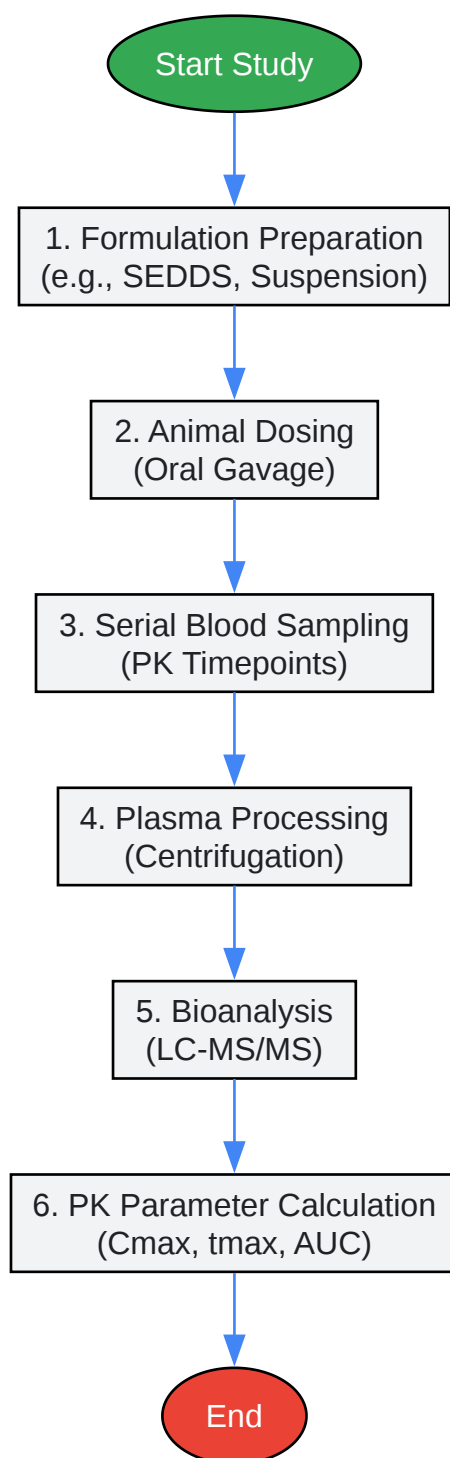 Start Study
1. Formulation Preparation
(e.g., SEDDS, Suspension)
2. Animal Dosing
(Oral Gavage)
3. Serial Blood Sampling
(PK Timepoints)
4. Plasma Processing
(Centrifugation)
5. Bioanalysis
(LC-MS/MS)
6. PK Parameter Calculation
(Cmax, tmax, AUC)
End